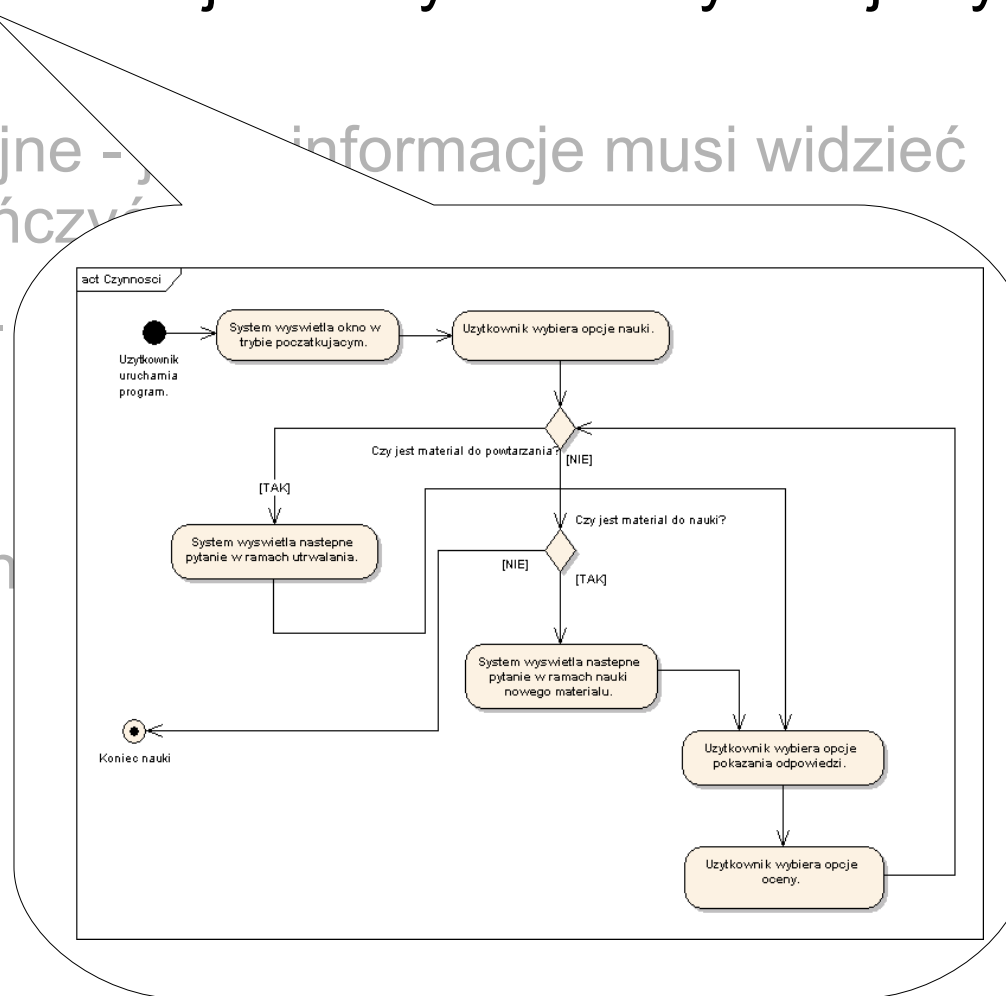 jne - informacje musi widzieć
act Czynnosci
System wyswietla okno w
trybie poczatkujacym.
Uzytkownik wybiera opcje nauki.
Uzytkownik
uruchamia
program.
Czy jest material do powtarzania?
[NIE]
[TAK]
Czy jest material do nauki?
System wyswietla nastepne
pytanie w ramach utrwalania.
[NIE]
[TAK]
System wyswietla nastepne
pytanie w ramach nauki
nowego materialu.
Koniec nauki
Uzytkownik wybiera opcje
pokazania odpowiedzi.
Uzytkownik wybiera opcje
oceny.